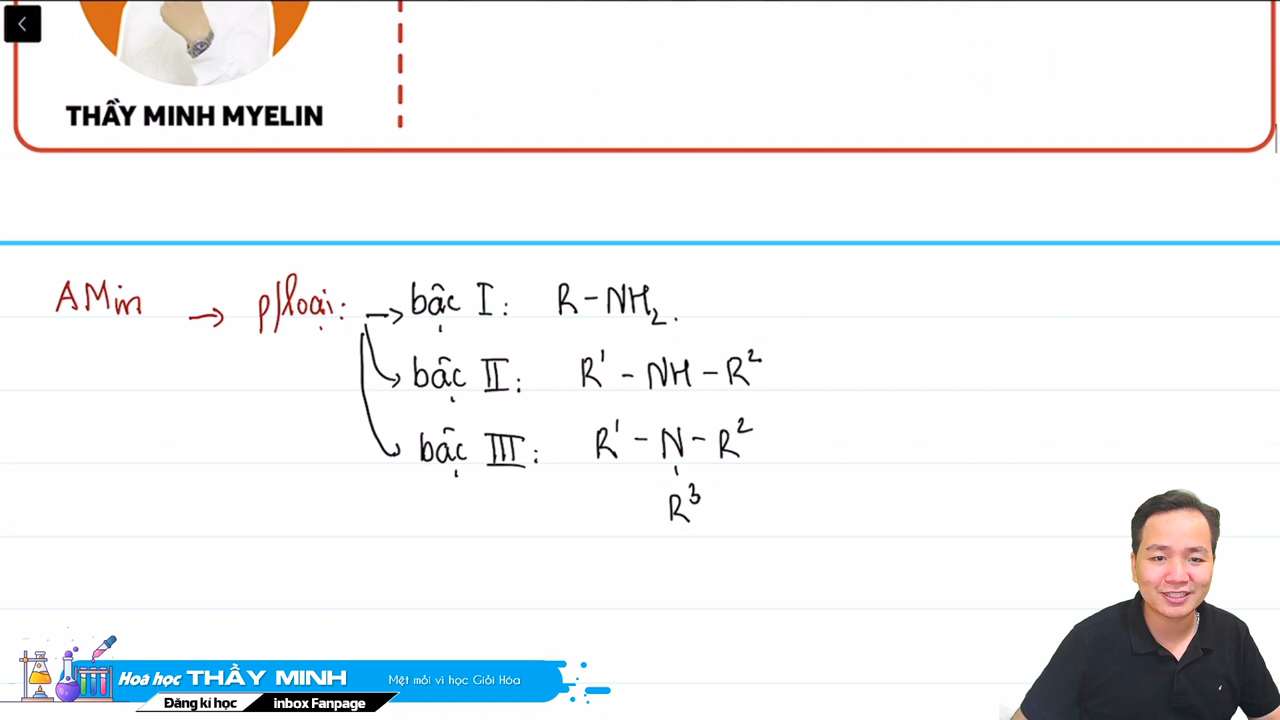 THẦY MINH MYELIN
AMin → p/loại: → bậc I: R-NH₂.
bậc II: R¹ - NH - R²
bậc III: R¹ - N - R²
R³
Hoá học THẦY MINH
Mệt mỏi vì học Giỏi Hóa
Đăng kí học inbox Fanpage